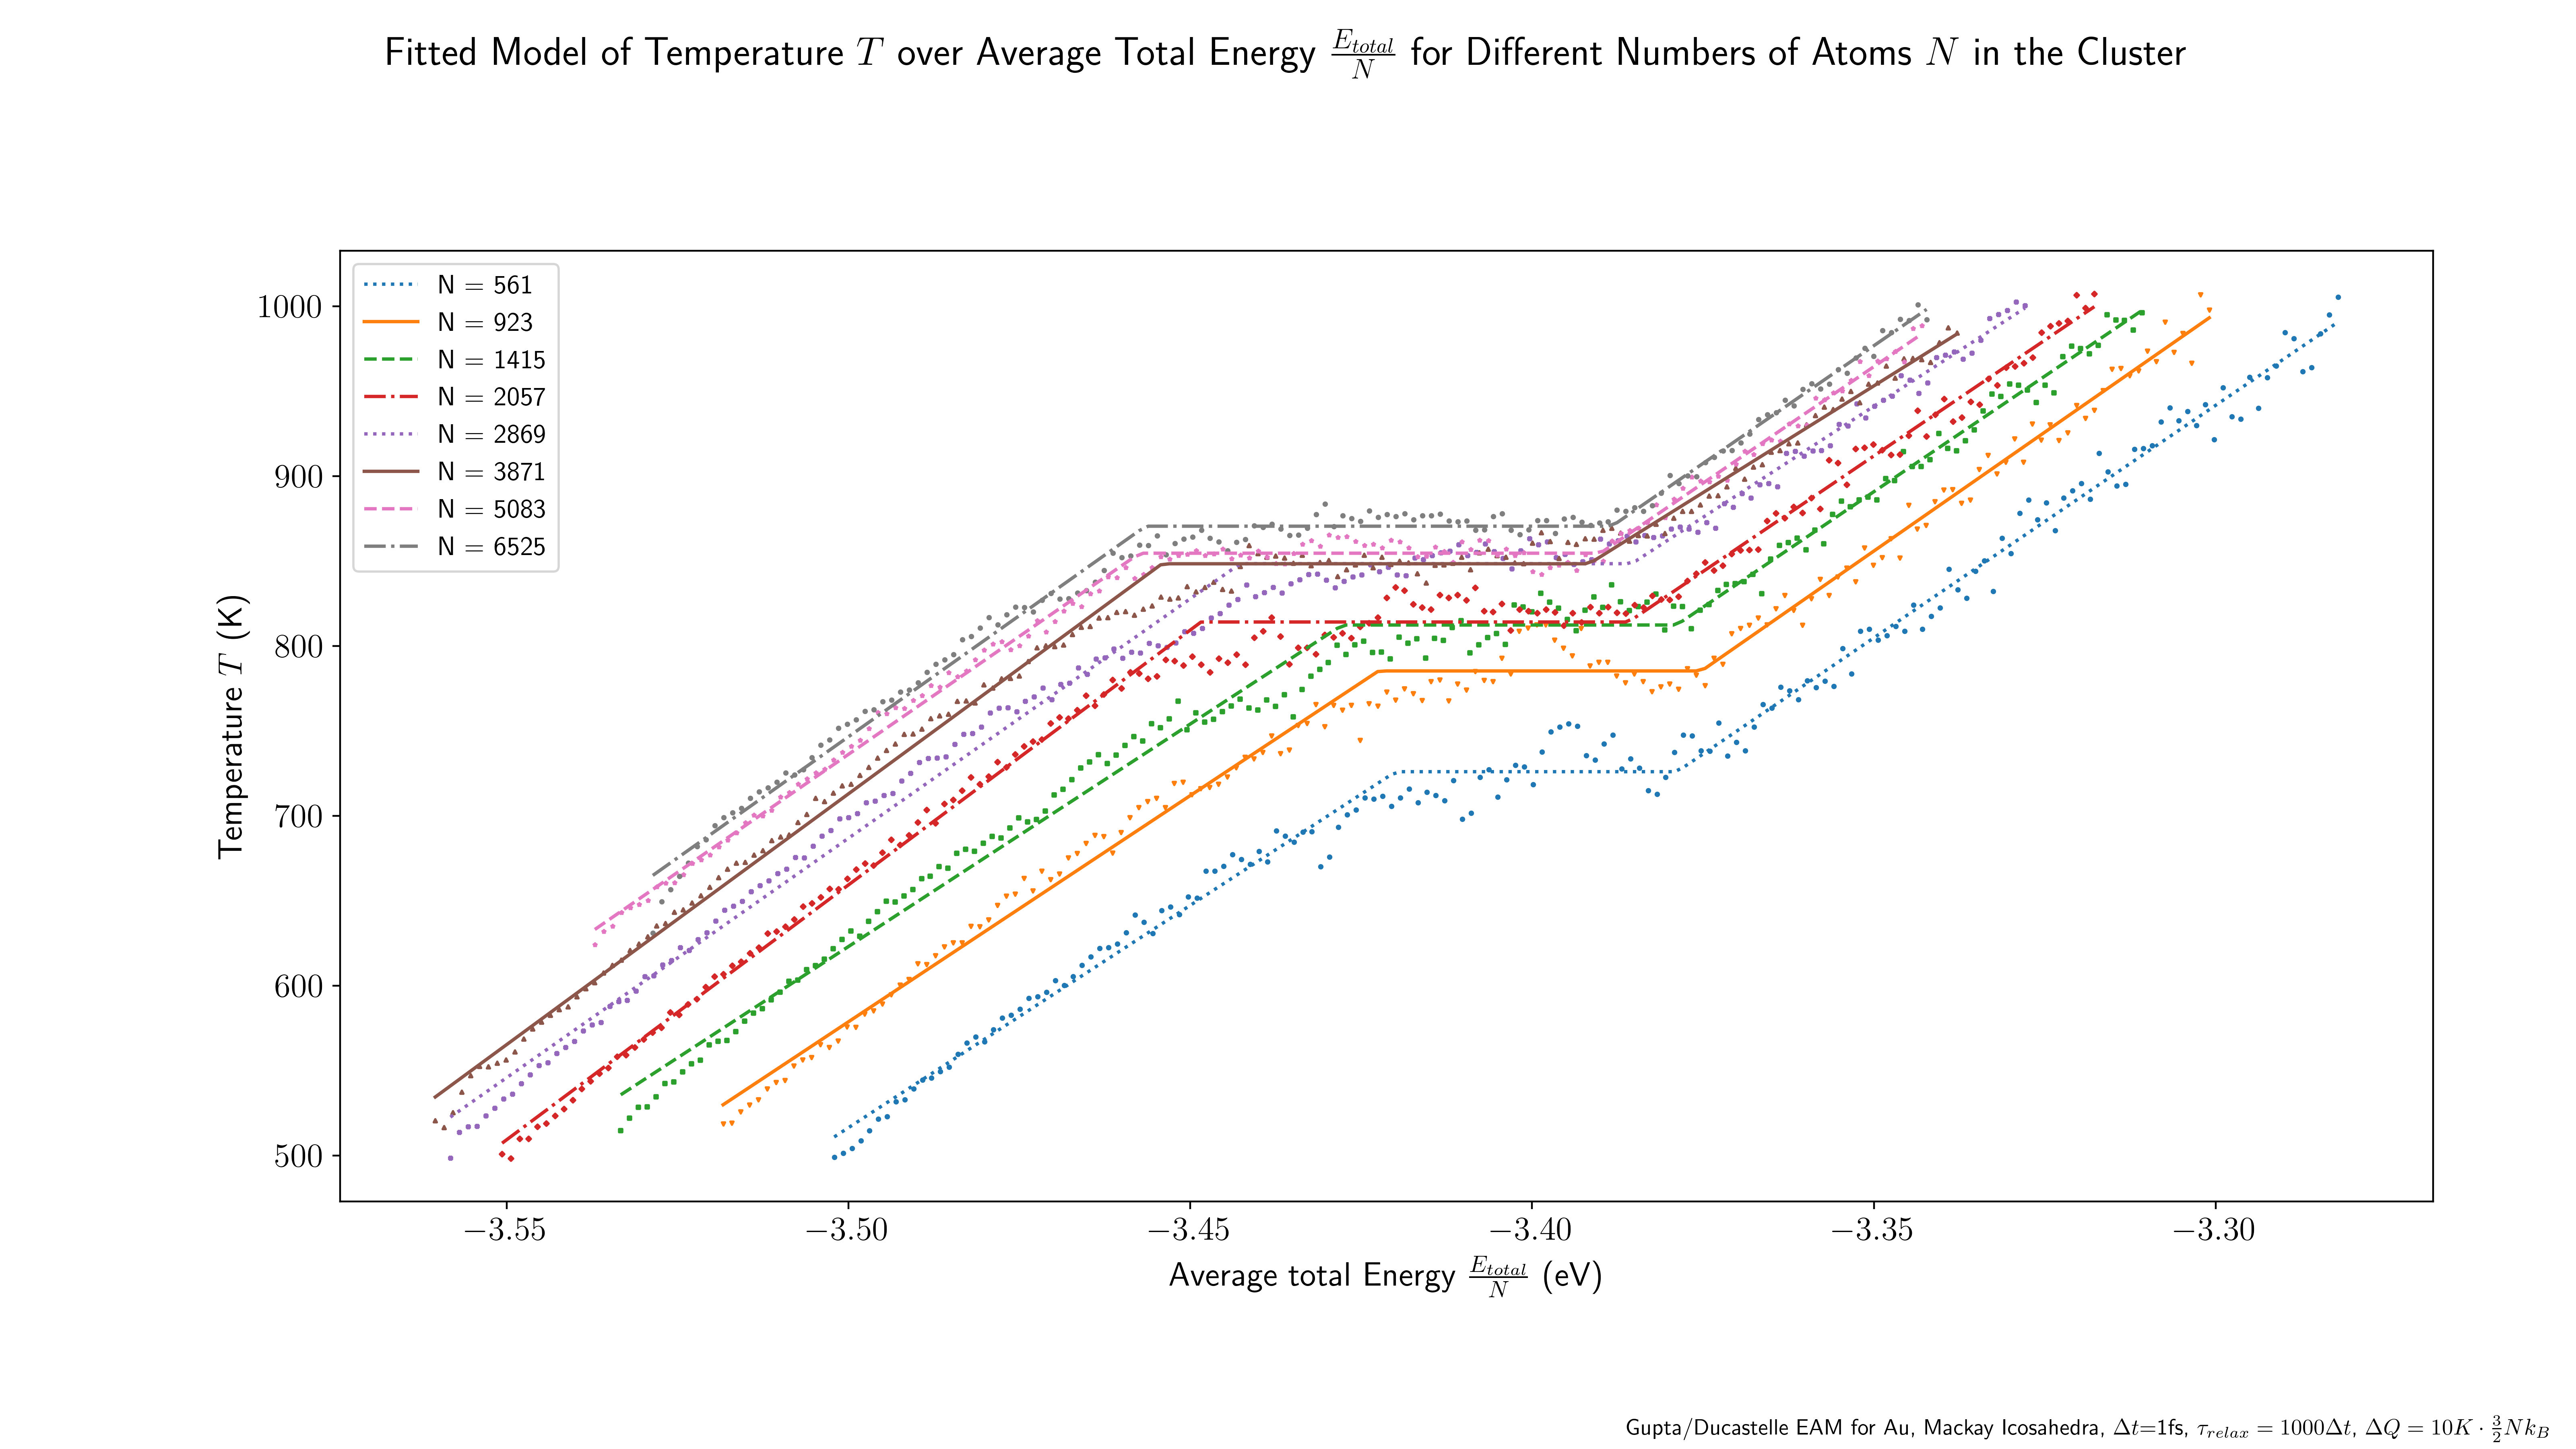 Fitted Model of Temperature T over Average Total Energy E_total/N for Different Numbers of Atoms N in the Cluster
N = 561
N = 923
N = 1415
N = 2057
N = 2869
N = 3871
N = 5083
N = 6525
Temperature T (K)
1000
900
800
700
600
500
−3.55 −3.50 −3.45 −3.40 −3.35 −3.30
Average total Energy E_total/N (eV)
Gupta/Ducastelle EAM for Au, Mackay Icosahedra, Δt=1fs, τ_relax = 1000Δt, ΔQ = 10K · 3/2 Nk_B